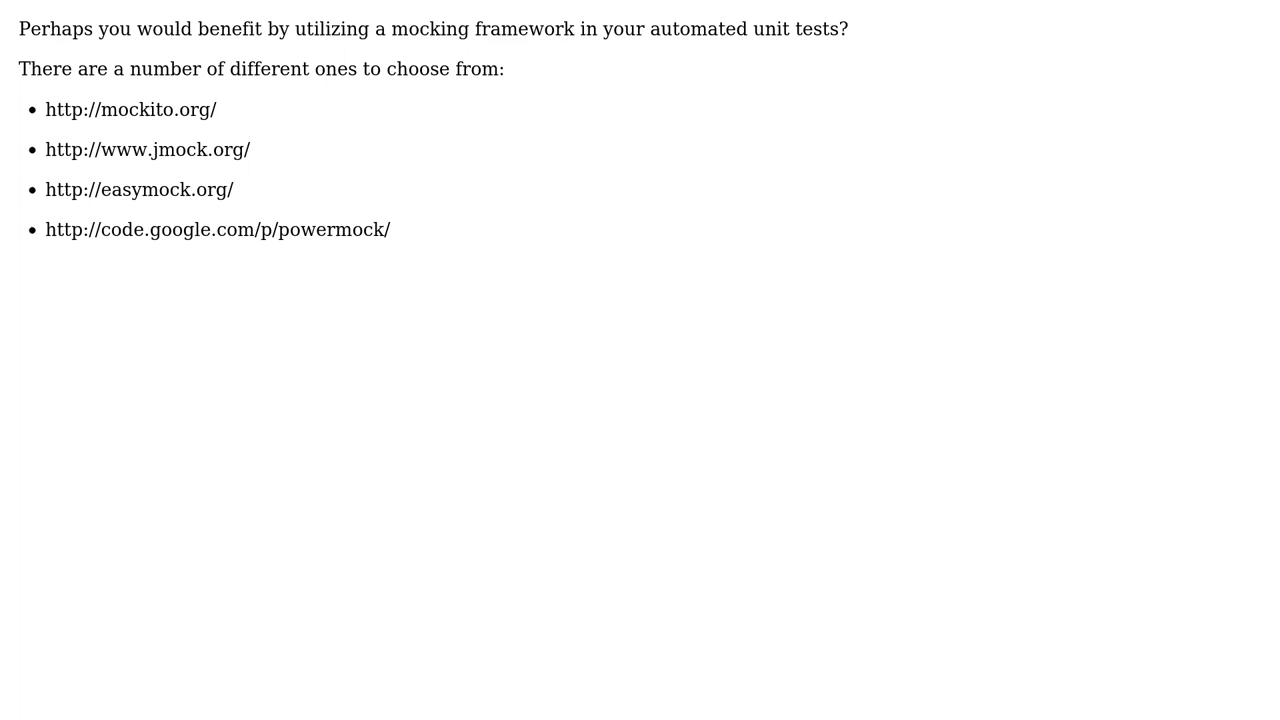 Perhaps you would benefit by utilizing a mocking framework in your automated unit tests?
There are a number of different ones to choose from:
• http://mockito.org/
• http://www.jmock.org/
• http://easymock.org/
• http://code.google.com/p/powermock/